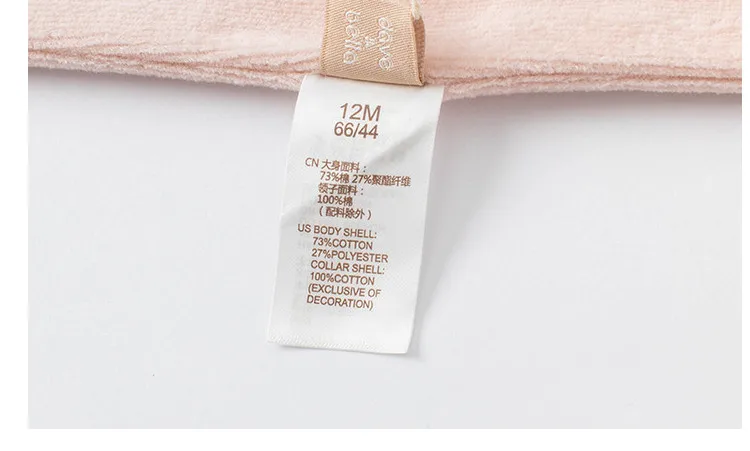 dave
bella
12M
66/44
CN 大身面料:
73%棉 27%聚酯纤维
领子面料:
100%棉
(配料除外)
US BODY SHELL:
73%COTTON
27%POLYESTER
COLLAR SHELL:
100%COTTON
(EXCLUSIVE OF
DECORATION)